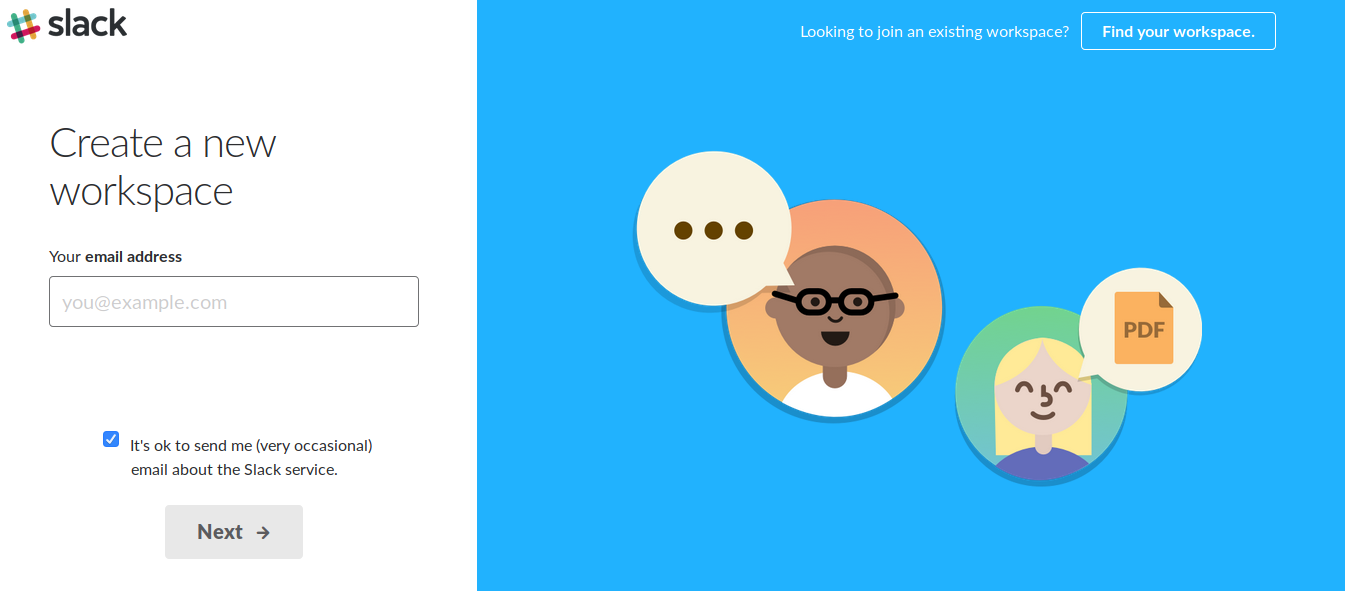 slack
Looking to join an existing workspace?
Find your workspace.
Create a new
workspace
Your email address
you@example.com
PDF
It's ok to send me (very occasional)
email about the Slack service.
Next →